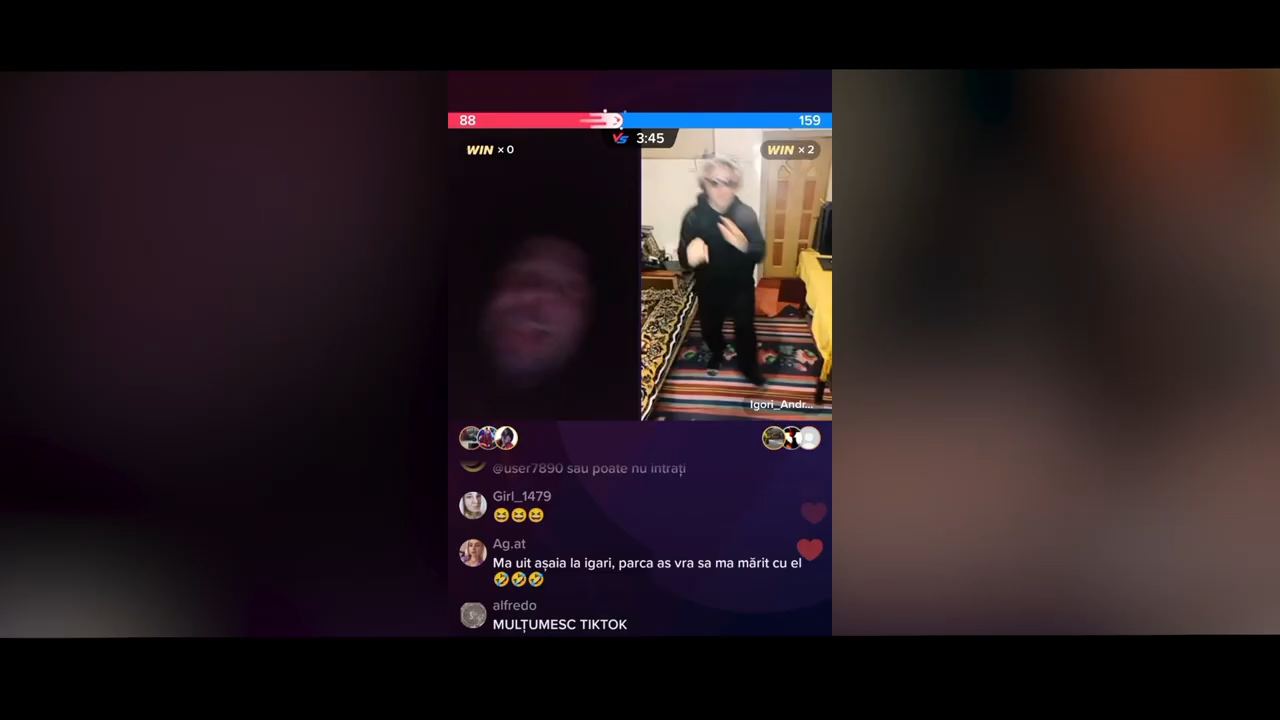 88
159
VS 3:45
WIN × 0
WIN × 2
Igori_Andr...
@user7890 sau poate nu intrați
Girl_1479
😆😆😆
Ag.at
Ma uit așaia la igari, parca as vra sa ma mărit cu el
🤣🤣🤣
alfredo
MULȚUMESC TIKTOK